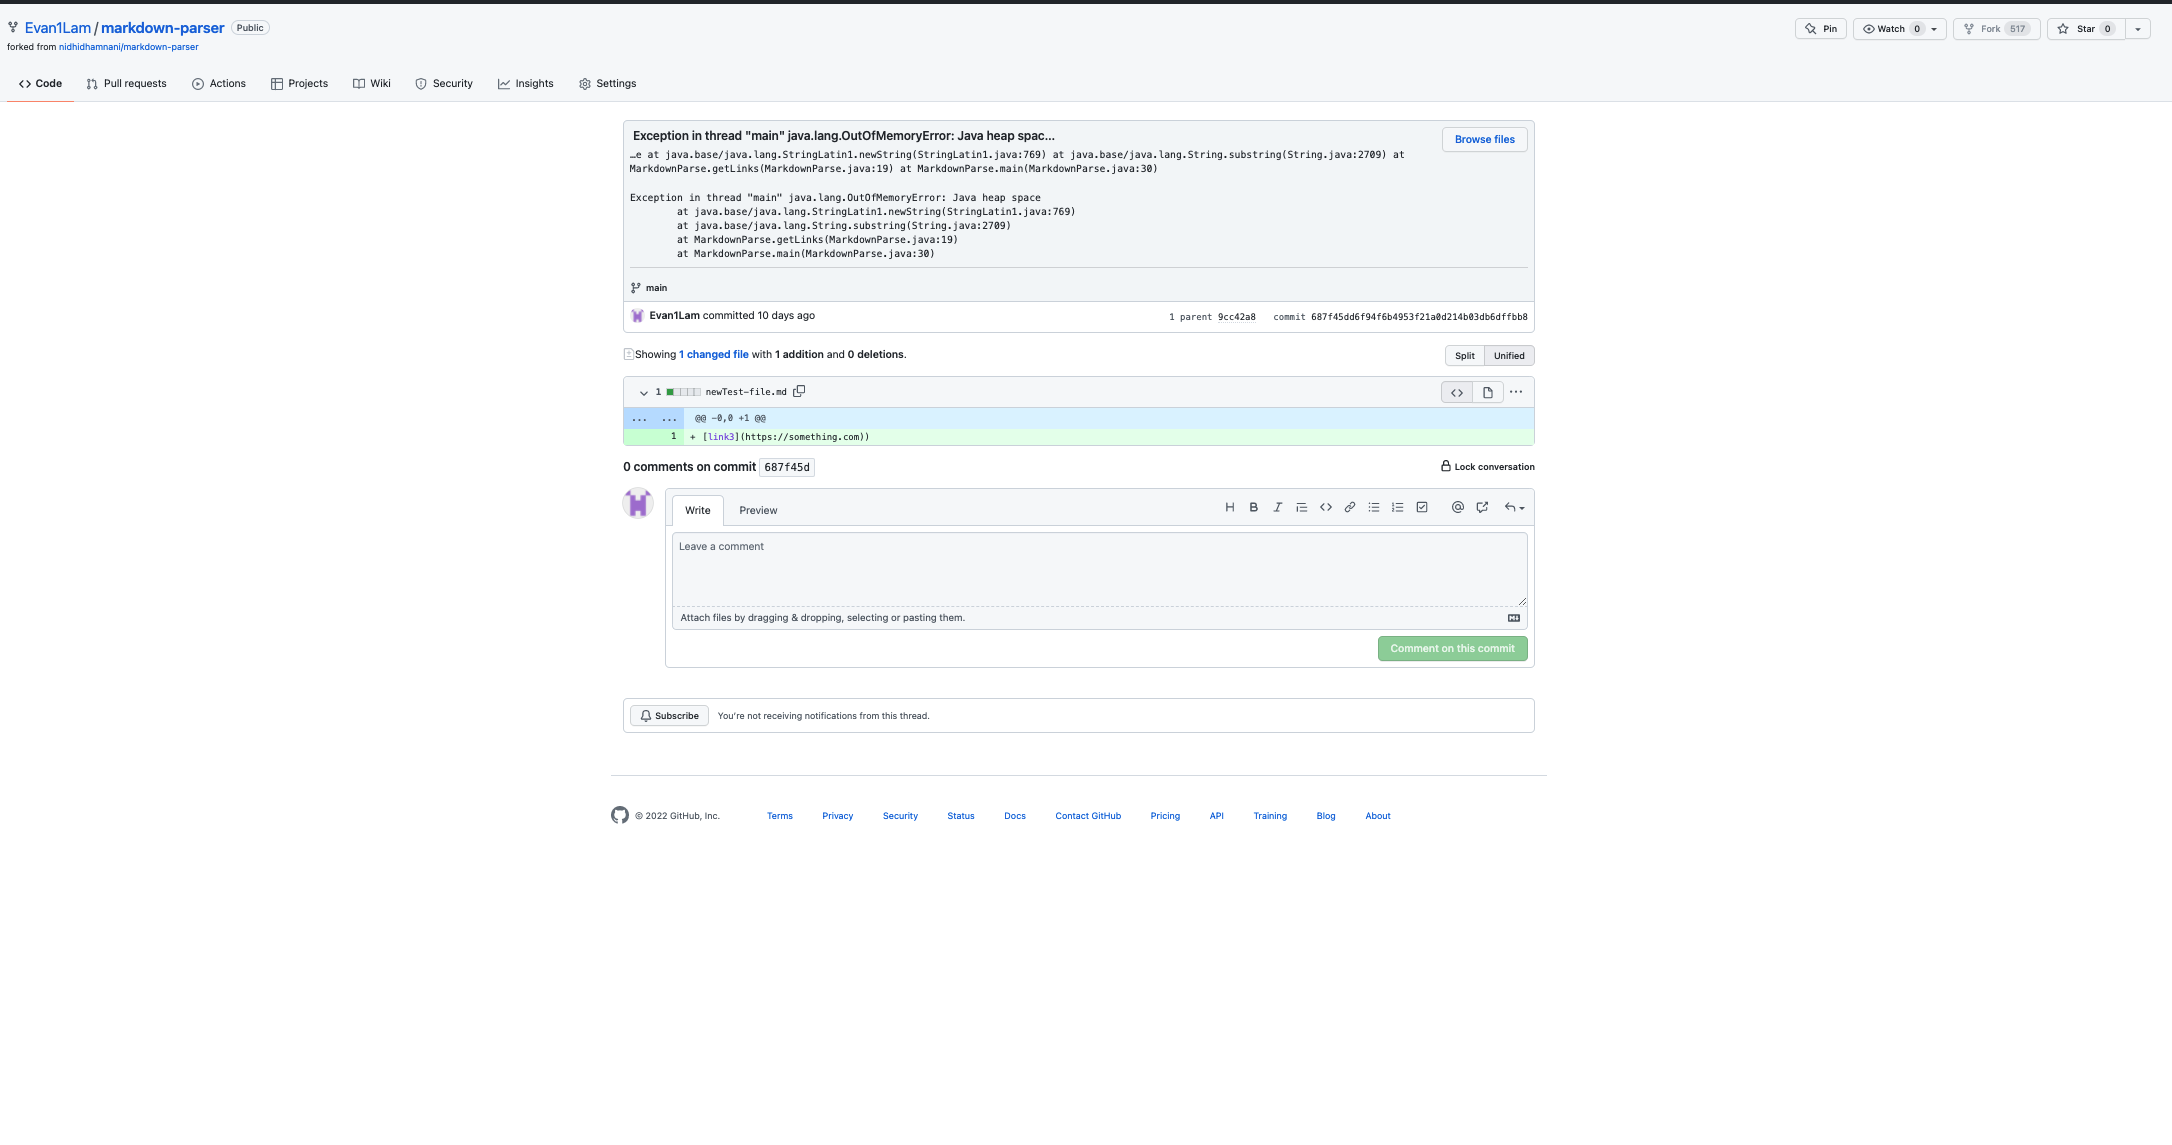 Evan1Lam / markdown-parser Public
Pin Watch 0 Fork 517 Star 0
forked from nidhidhamnani/markdown-parser
Code Pull requests Actions Projects Wiki Security Insights Settings
Exception in thread "main" java.lang.OutOfMemoryError: Java heap spac...
Browse files
…e at java.base/java.lang.StringLatin1.newString(StringLatin1.java:769) at java.base/java.lang.String.substring(String.java:2709) at
MarkdownParse.getLinks(MarkdownParse.java:19) at MarkdownParse.main(MarkdownParse.java:30)
Exception in thread "main" java.lang.OutOfMemoryError: Java heap space
at java.base/java.lang.StringLatin1.newString(StringLatin1.java:769)
at java.base/java.lang.String.substring(String.java:2709)
at MarkdownParse.getLinks(MarkdownParse.java:19)
at MarkdownParse.main(MarkdownParse.java:30)
main
Evan1Lam committed 10 days ago
1 parent 9cc42a8 commit 687f45dd6f94f6b4953f21a0d214b03db6dffbb8
Showing 1 changed file with 1 addition and 0 deletions.
Split Unified
1 newTest-file.md
... ... @@ -0,0 +1 @@
1 + [link3](https://something.com))
0 comments on commit 687f45d
Lock conversation
Write Preview
H B I @
Leave a comment
Attach files by dragging & dropping, selecting or pasting them.
Comment on this commit
Subscribe You're not receiving notifications from this thread.
© 2022 GitHub, Inc. Terms Privacy Security Status Docs Contact GitHub Pricing API Training Blog About